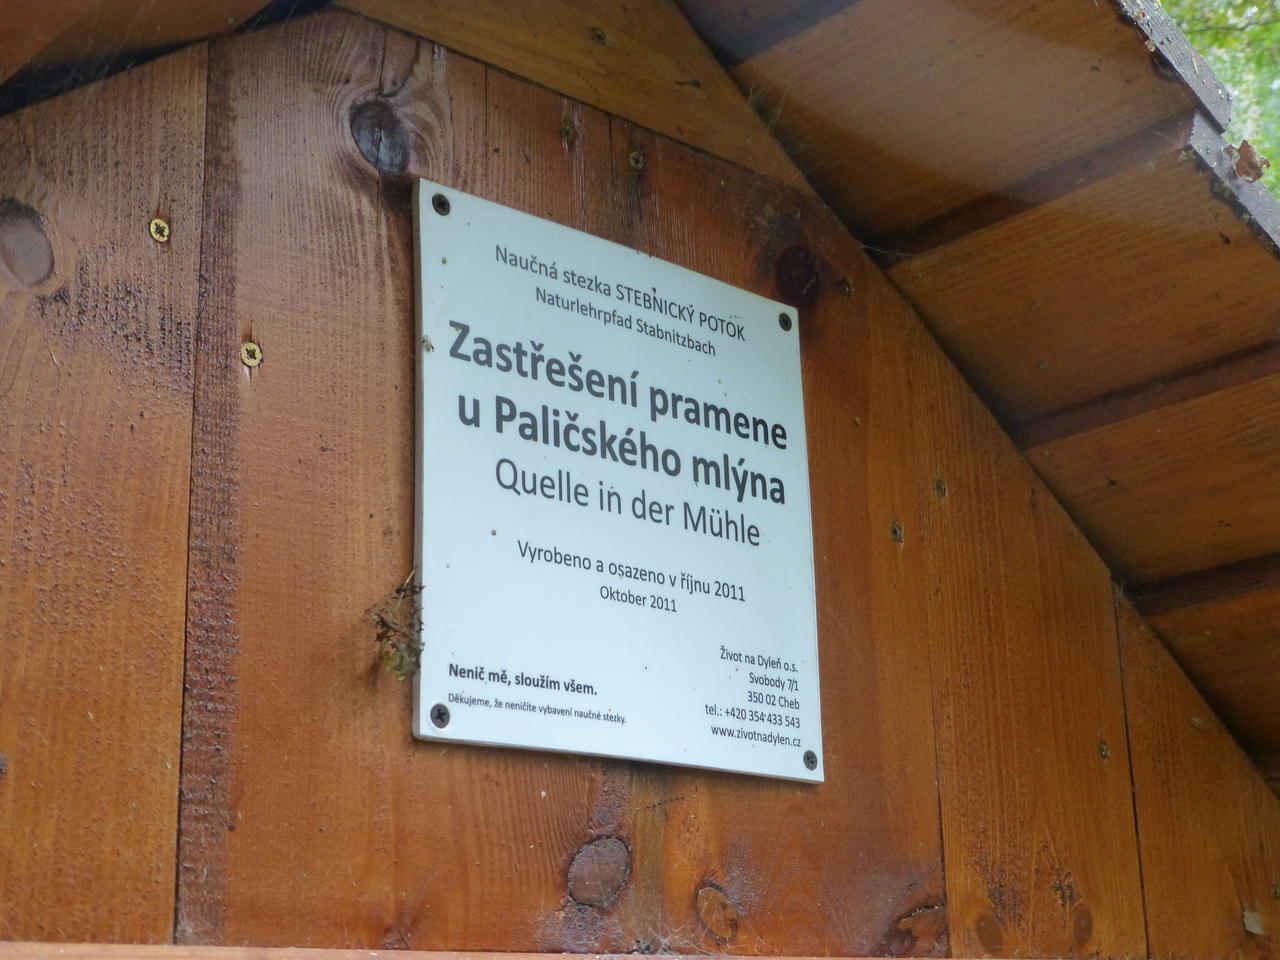 Naučná stezka STEBNICKÝ POTOK
Naturlehrpfad Stabnitzbach
Zastřešení pramene
u Paličského mlýna
Quelle in der Mühle
Vyrobeno a osazeno v říjnu 2011
Oktober 2011
Nenič mě, sloužím všem.
Děkujeme, že neničíte vybavení naučné stezky.
Život na Dyleň o.s.
Svobody 7/1
350 02 Cheb
tel.: +420 354 433 543
www.zivotnadylen.cz